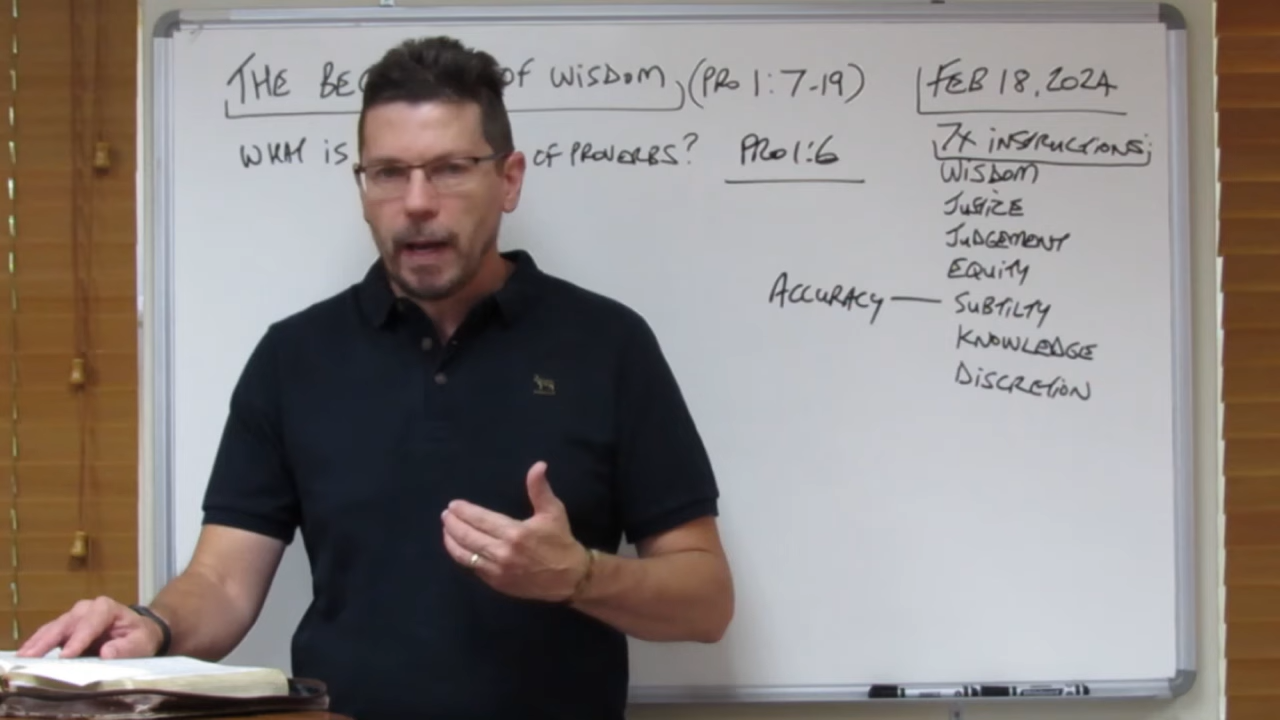 THE BE OF WISDOM (PRO 1:7-19)
WHAT IS OF PROVERBS? PRO 1:6
FEB 18, 2024
7X INSTRUCTIONS:
WISDOM
JUSTICE
JUDGEMENT
EQUITY
ACCURACY — SUBTILTY
KNOWLEDGE
DISCRETION